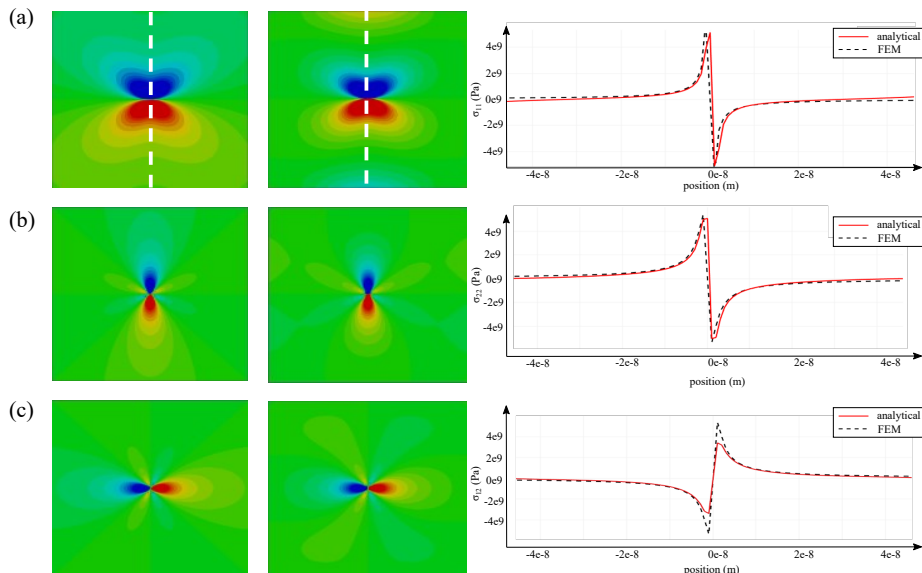 (a)
4e9
2e9
0e9
-2e9
-4e9
σ₁₁ (Pa)
analytical
FEM
-4e-8
-2e-8
0e-8
2e-8
4e-8
position (m)
(b)
4e9
2e9
0e9
-2e9
-4e9
σ₂₂ (Pa)
analytical
FEM
-4e-8
-2e-8
0e-8
2e-8
4e-8
position (m)
(c)
4e9
2e9
0e9
-2e9
-4e9
σ₁₂ (Pa)
analytical
FEM
-4e-8
-2e-8
0e-8
2e-8
4e-8
position (m)